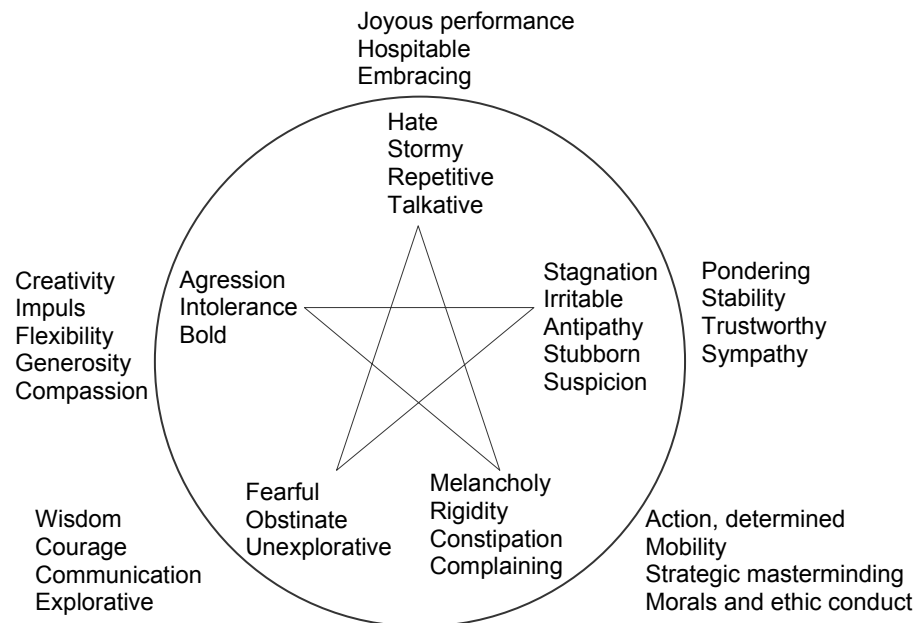 Joyous performance
Hospitable
Embracing
Hate
Stormy
Repetitive
Talkative
Creativity
Impuls
Flexibility
Generosity
Compassion
Agression
Intolerance
Bold
Stagnation
Irritable
Antipathy
Stubborn
Suspicion
Pondering
Stability
Trustworthy
Sympathy
Wisdom
Courage
Communication
Explorative
Fearful
Obstinate
Unexplorative
Melancholy
Rigidity
Constipation
Complaining
Action, determined
Mobility
Strategic masterminding
Morals and ethic conduct